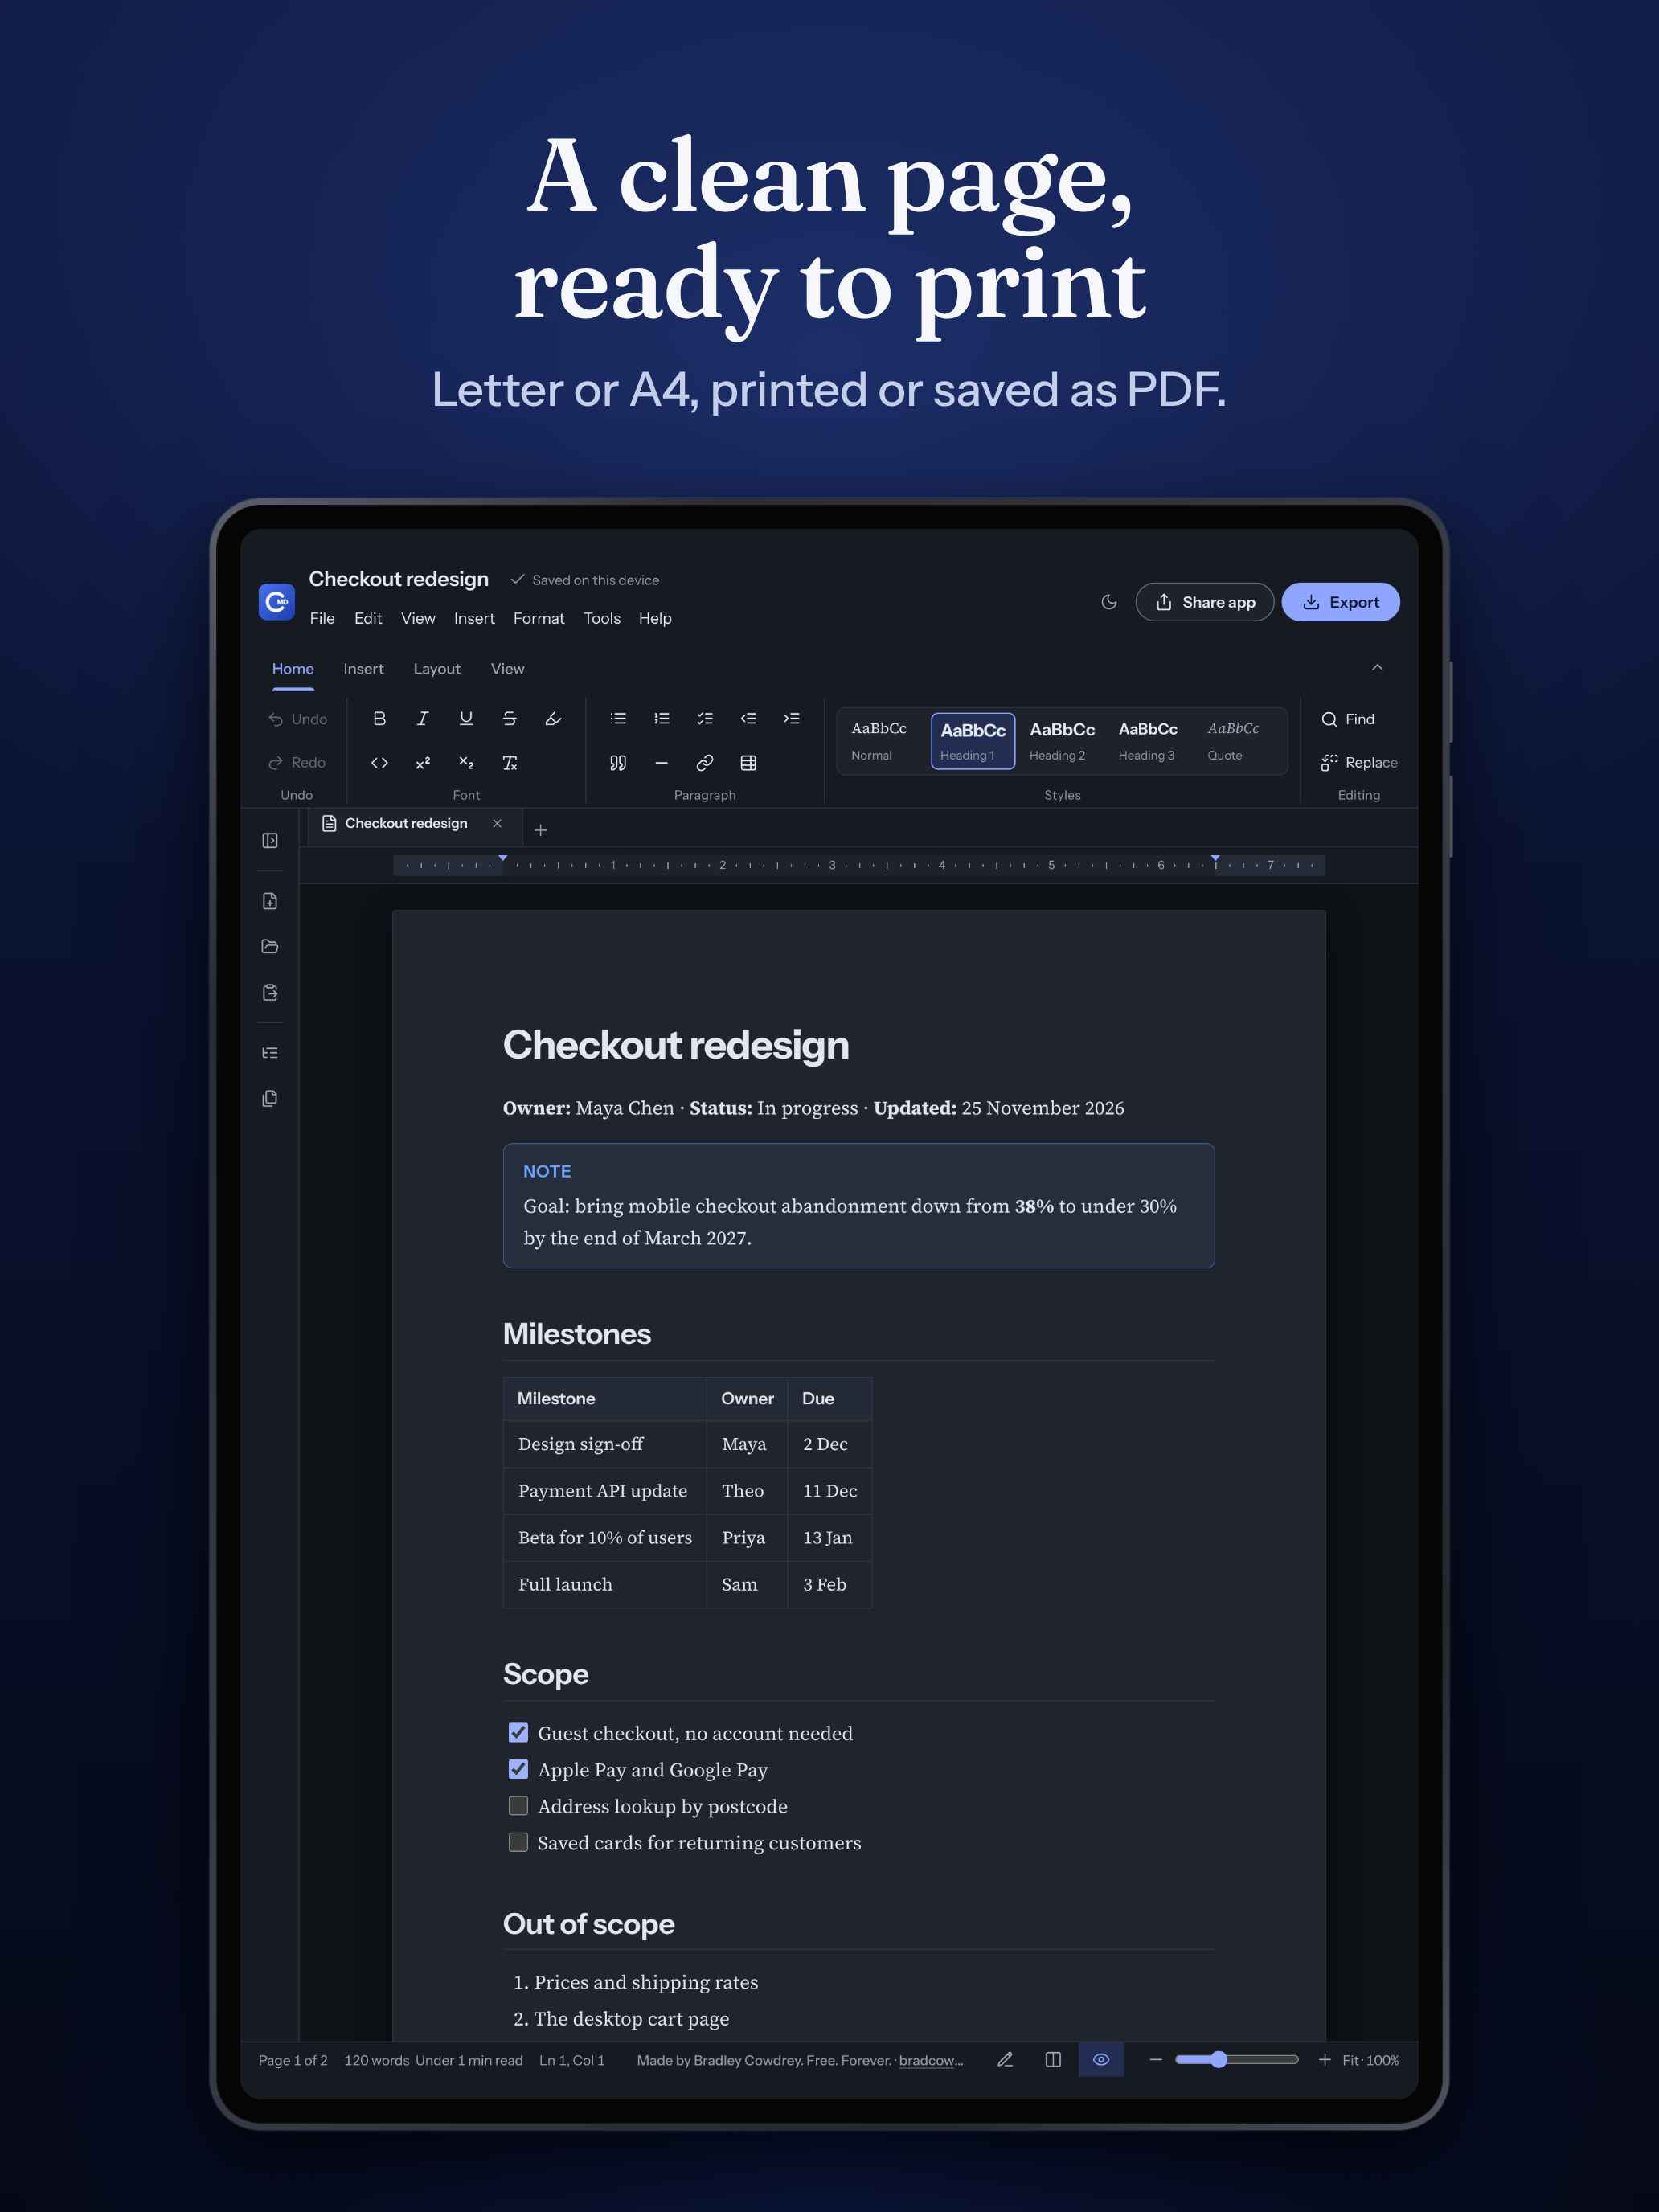 A clean page,
ready to print
Letter or A4, printed or saved as PDF.
Checkout redesign
Saved on this device
MD
File Edit View Insert Format Tools Help
Share app
Export
Home Insert Layout View
Undo
Redo
Undo
Font
Paragraph
AaBbCc AaBbCc AaBbCc AaBbCc AaBbCc
Normal Heading 1 Heading 2 Heading 3 Quote
Styles
Find
Replace
Editing
Checkout redesign
1 2 3 4 5 6 7
Checkout redesign
Owner: Maya Chen · Status: In progress · Updated: 25 November 2026
NOTE
Goal: bring mobile checkout abandonment down from 38% to under 30%
by the end of March 2027.
Milestones
Milestone Owner Due
Design sign-off Maya 2 Dec
Payment API update Theo 11 Dec
Beta for 10% of users Priya 13 Jan
Full launch Sam 3 Feb
Scope
Guest checkout, no account needed
Apple Pay and Google Pay
Address lookup by postcode
Saved cards for returning customers
Out of scope
1. Prices and shipping rates
2. The desktop cart page
Page 1 of 2 120 words Under 1 min read Ln 1, Col 1 Made by Bradley Cowdrey. Free. Forever. · bradcow... Fit · 100%